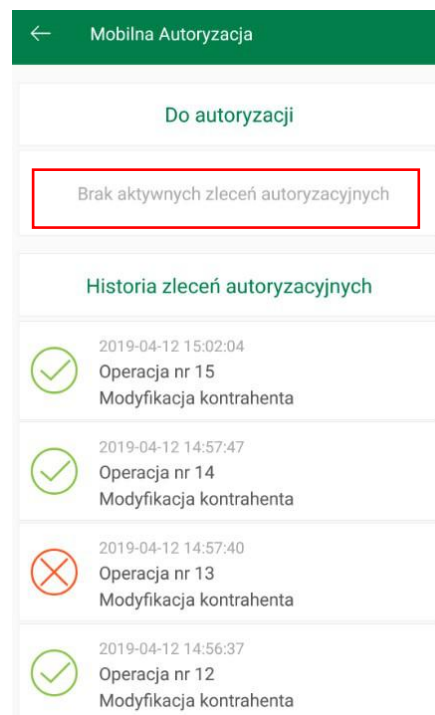 Mobilna Autoryzacja
Do autoryzacji
Brak aktywnych zleceń autoryzacyjnych
Historia zleceń autoryzacyjnych
2019-04-12 15:02:04
Operacja nr 15
Modyfikacja kontrahenta
2019-04-12 14:57:47
Operacja nr 14
Modyfikacja kontrahenta
2019-04-12 14:57:40
Operacja nr 13
Modyfikacja kontrahenta
2019-04-12 14:56:37
Operacja nr 12
Modyfikacja kontrahenta